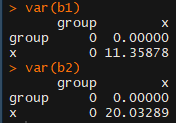 > var(b1)
      group        x
group     0  0.00000
x         0 11.35878
> var(b2)
      group        x
group     0  0.00000
x         0 20.03289